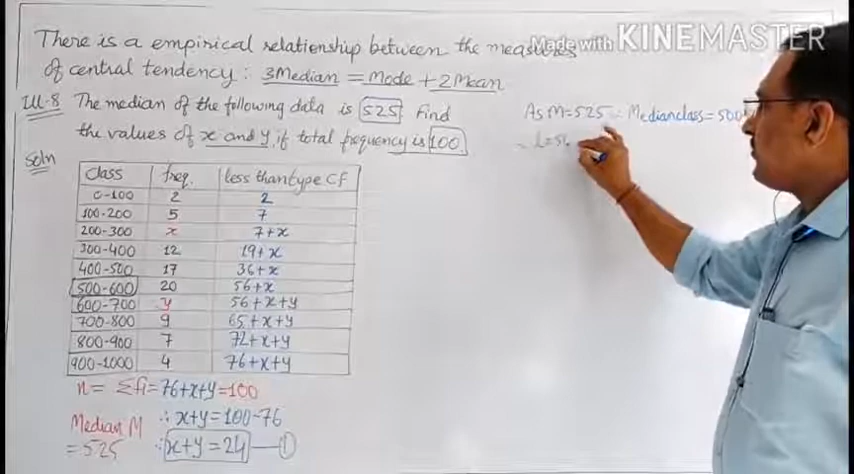 There is a empirical relationship between the measures
of central tendency: 3Median = Mode + 2Mean
Made with KINEMASTER
Ill-8 The median of the following data is 525 Find
the values of x and y, if total frequency is 100
Soln
class freq. less than type cf
0-100 2 2
100-200 5 7
200-300 x 7+x
300-400 12 19+x
400-500 17 36+x
500-600 20 56+x
600-700 y 56+x+y
700-800 9 65+x+y
800-900 7 72+x+y
900-1000 4 76+x+y
n= Σfi=76+x+y=100
Median M ∴ x+y=100-76
=525 ∴ x+y=24 —①
As M=525 ∴ Medianclass=500
∴ l=5